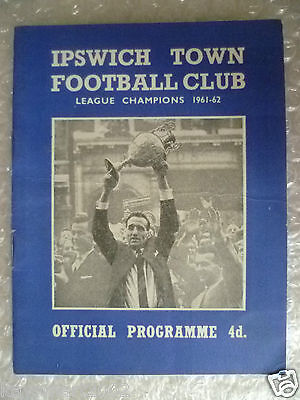 IPSWICH TOWN
FOOTBALL CLUB
LEAGUE CHAMPIONS 1961-62
OFFICIAL PROGRAMME 4d.